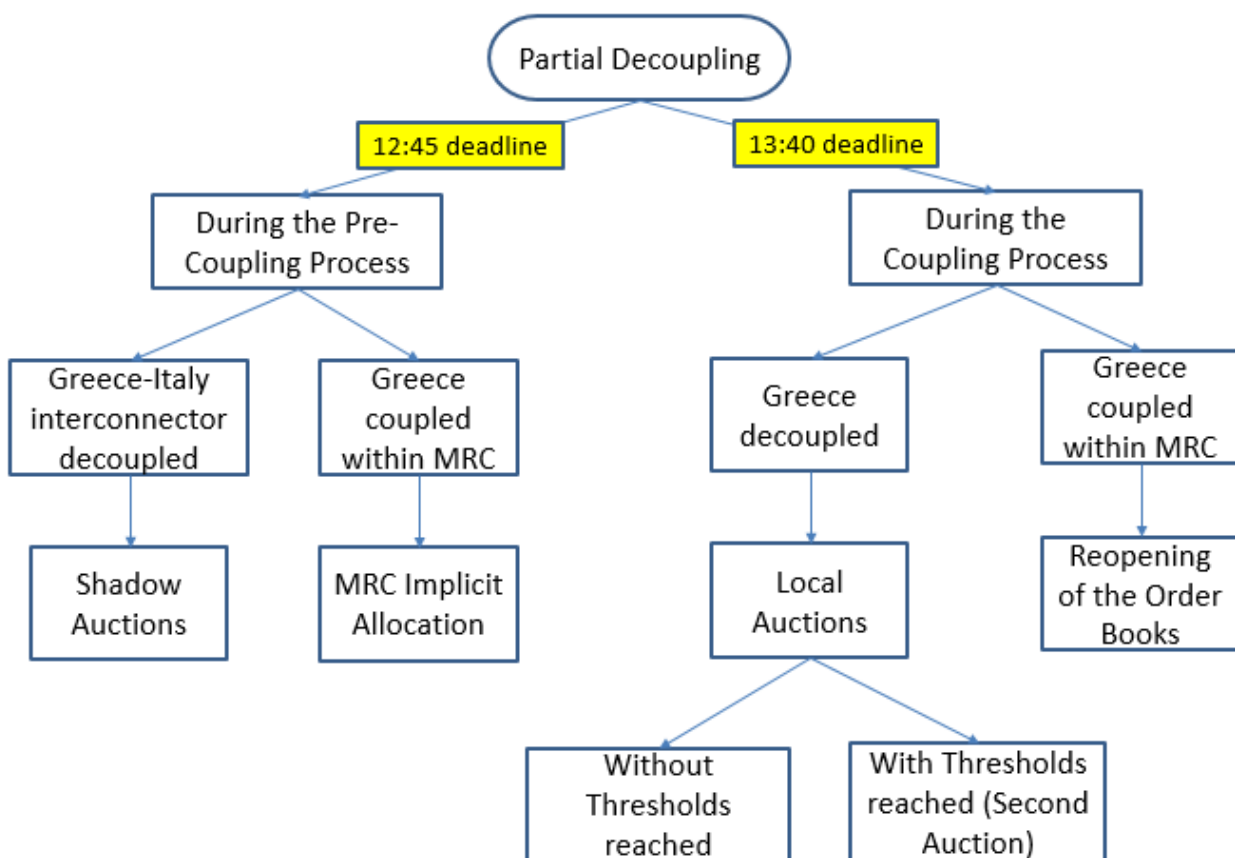 Partial Decoupling
12:45 deadline
13:40 deadline
During the Pre-
Coupling Process
During the
Coupling Process
Greece-Italy
interconnector
decoupled
Greece
coupled
within MRC
Greece
decoupled
Greece
coupled
within MRC
Shadow
Auctions
MRC Implicit
Allocation
Local
Auctions
Reopening
of the Order
Books
Without
Thresholds
reached
With Thresholds
reached (Second
Auction)